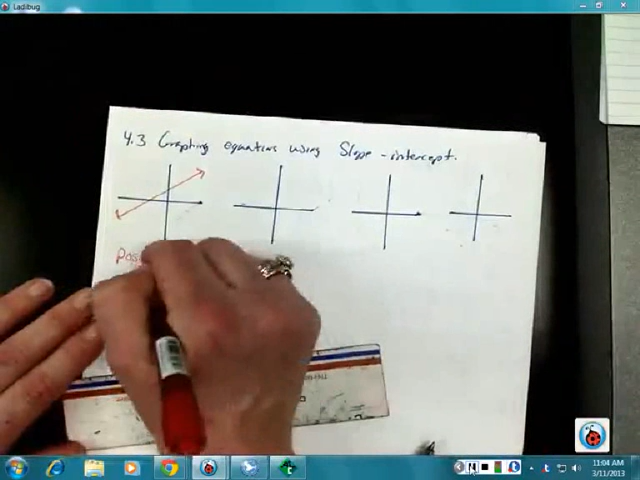 Ladibug
4.3 Graphing equations using Slope-intercept.
Pos
11:04 AM
3/11/2013